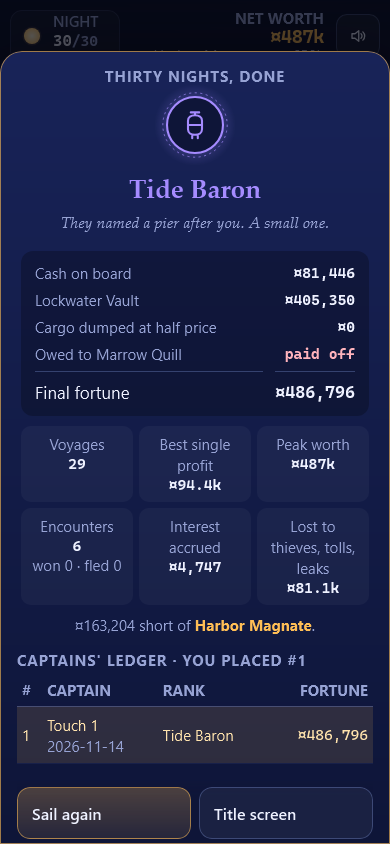 NIGHT
30/30
NET WORTH
¤487k
THIRTY NIGHTS, DONE
Tide Baron
They named a pier after you. A small one.
Cash on board ¤81,446
Lockwater Vault ¤405,350
Cargo dumped at half price ¤0
Owed to Marrow Quill paid off
Final fortune ¤486,796
Voyages
29
Best single profit
¤94.4k
Peak worth
¤487k
Encounters
6
won 0 · fled 0
Interest accrued
¤4,747
Lost to thieves, tolls, leaks
¤81.1k
¤163,204 short of Harbor Magnate.
CAPTAINS' LEDGER · YOU PLACED #1
# CAPTAIN RANK FORTUNE
1 Touch 1 Tide Baron ¤486,796
2026-11-14
Sail again
Title screen